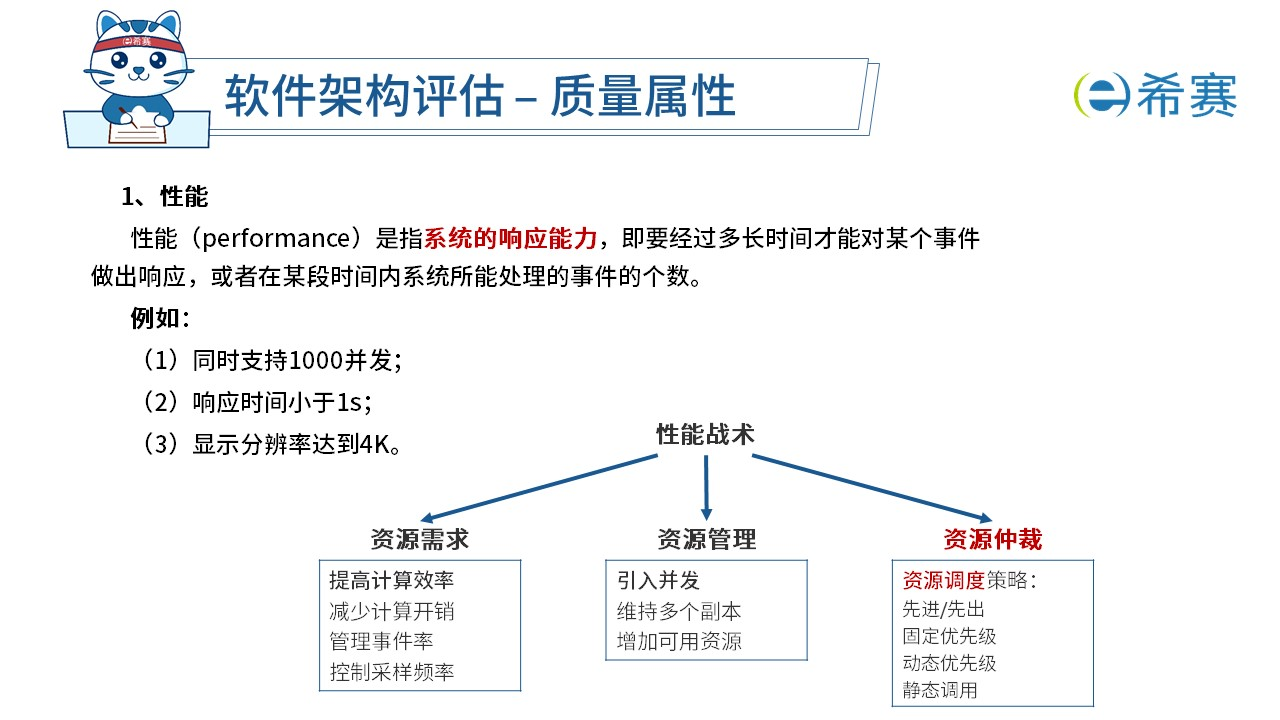 希赛
软件架构评估 – 质量属性
希赛
1、性能
性能（performance）是指系统的响应能力，即要经过多长时间才能对某个事件
做出响应，或者在某段时间内系统所能处理的事件的个数。
例如：
（1）同时支持1000并发；
（2）响应时间小于1s；
（3）显示分辨率达到4K。
性能战术
资源需求
提高计算效率
减少计算开销
管理事件率
控制采样频率
资源管理
引入并发
维持多个副本
增加可用资源
资源仲裁
资源调度策略：
先进/先出
固定优先级
动态优先级
静态调用